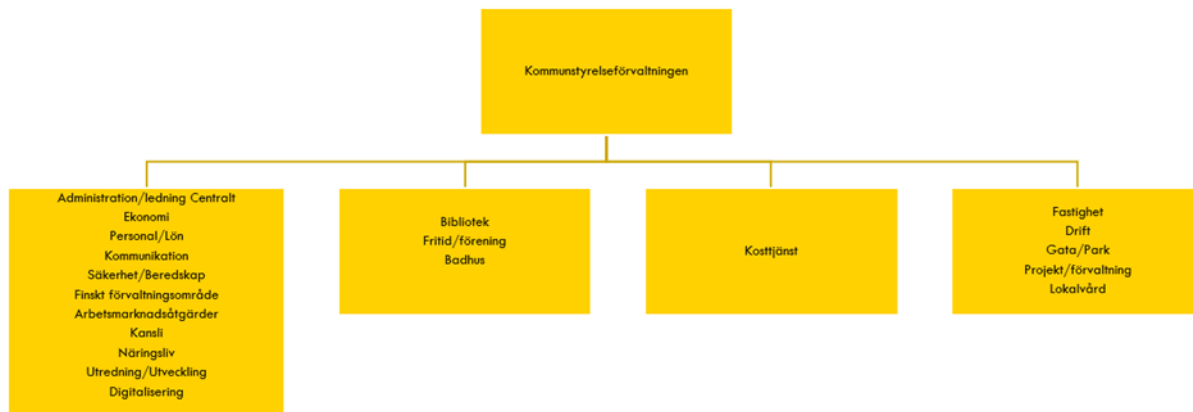 Kommunstyrelseförvaltningen
Administration/ledning Centralt
Ekonomi
Personal/Lön
Kommunikation
Säkerhet/Beredskap
Finskt förvaltningsområde
Arbetsmarknadsåtgärder
Kansli
Näringsliv
Utredning/Utveckling
Digitalisering
Bibliotek
Fritid/förening
Badhus
Kosttjänst
Fastighet
Drift
Gata/Park
Projekt/förvaltning
Lokalvård